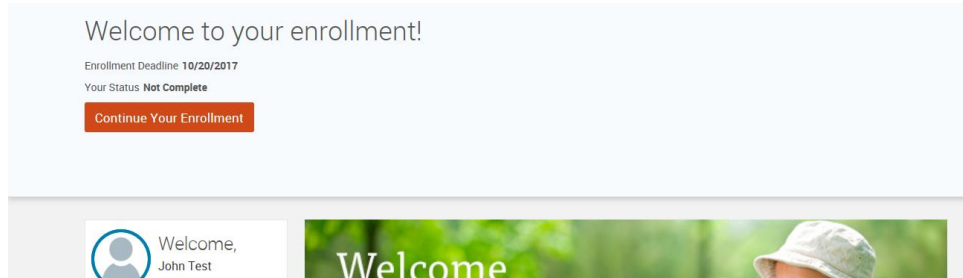 Welcome to your enrollment!
Enrollment Deadline 10/20/2017
Your Status Not Complete
Continue Your Enrollment
Welcome,
John Test
Welcome